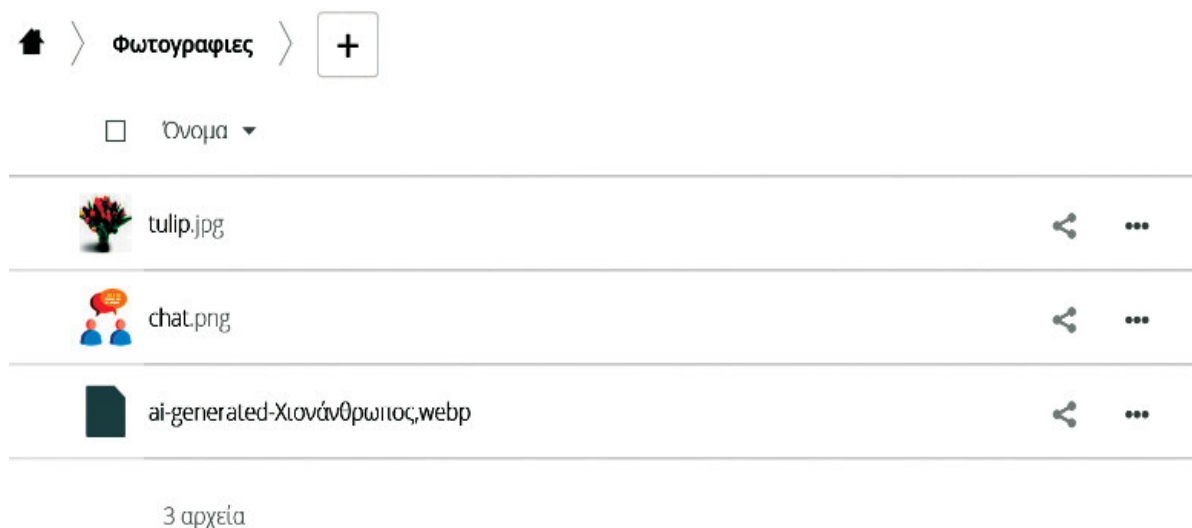 Φωτογραφιες
+
Όνομα
tulip.jpg
chat.png
ai-generated-Χιονάνθρωπος,webp
3 αρχεία